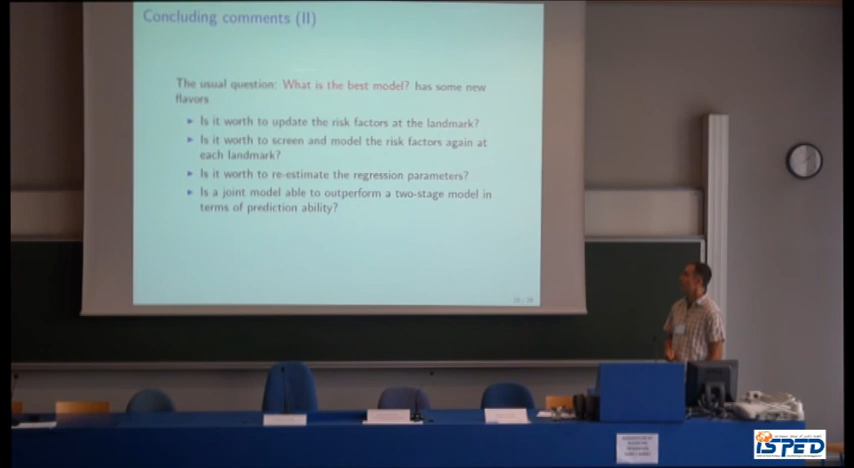 Concluding comments (II)
The usual question: What is the best model? has some new
flavors
Is it worth to update the risk factors at the landmark?
Is it worth to screen and model the risk factors again at
each landmark?
Is it worth to re-estimate the regression parameters?
Is a joint model able to outperform a two-stage model in
terms of prediction ability?
ISPED